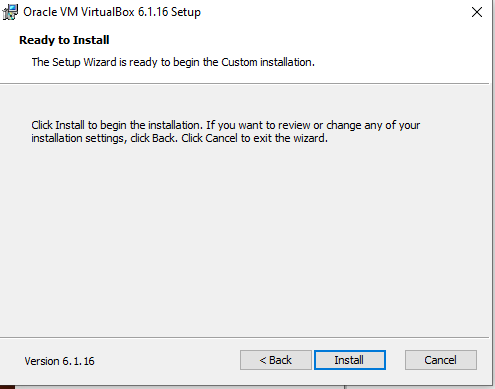 Oracle VM VirtualBox 6.1.16 Setup
Ready to Install
The Setup Wizard is ready to begin the Custom installation.
Click Install to begin the installation. If you want to review or change any of your
installation settings, click Back. Click Cancel to exit the wizard.
Version 6.1.16
< Back
Install
Cancel